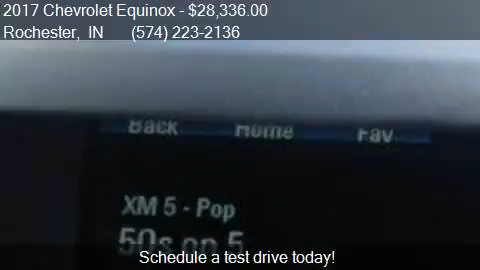 2017 Chevrolet Equinox - $28,336.00
Rochester, IN (574) 223-2136
Back Home Fav
XM 5 - Pop
50s on 5
Schedule a test drive today!